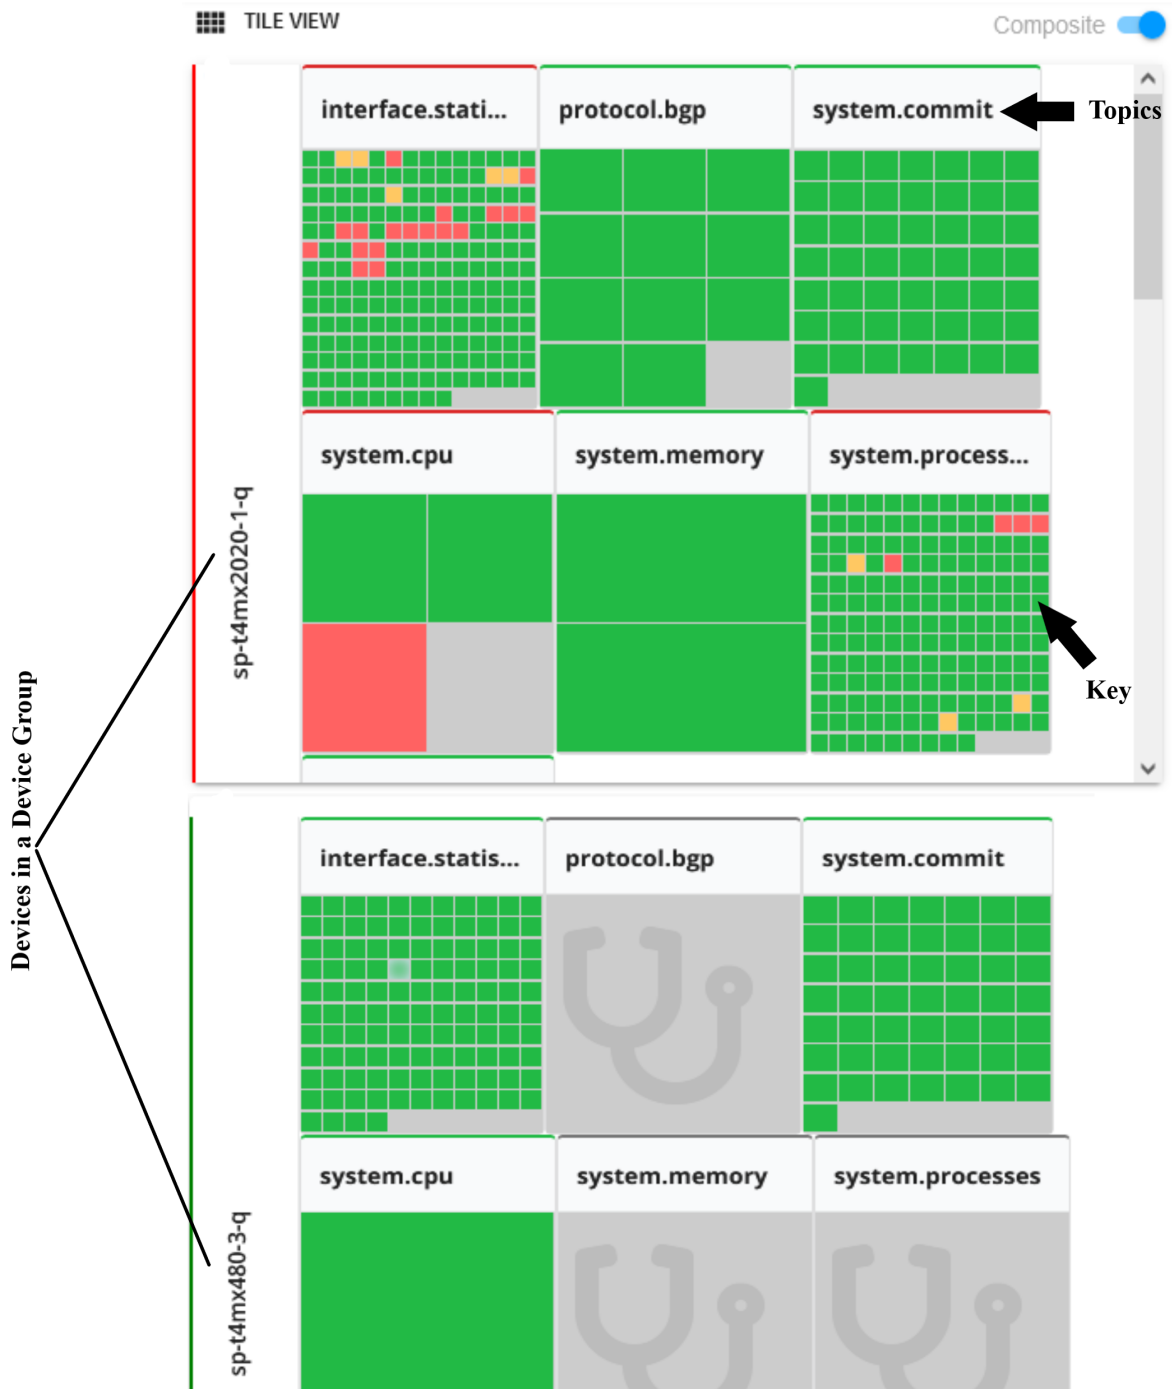 TILE VIEW
Composite
interface.stati...
protocol.bgp
system.commit
Topics
system.cpu
system.memory
system.process...
sp-t4mx2020-1-q
Key
Devices in a Device Group
interface.statis...
protocol.bgp
system.commit
system.cpu
system.memory
system.processes
sp-t4mx480-3-q